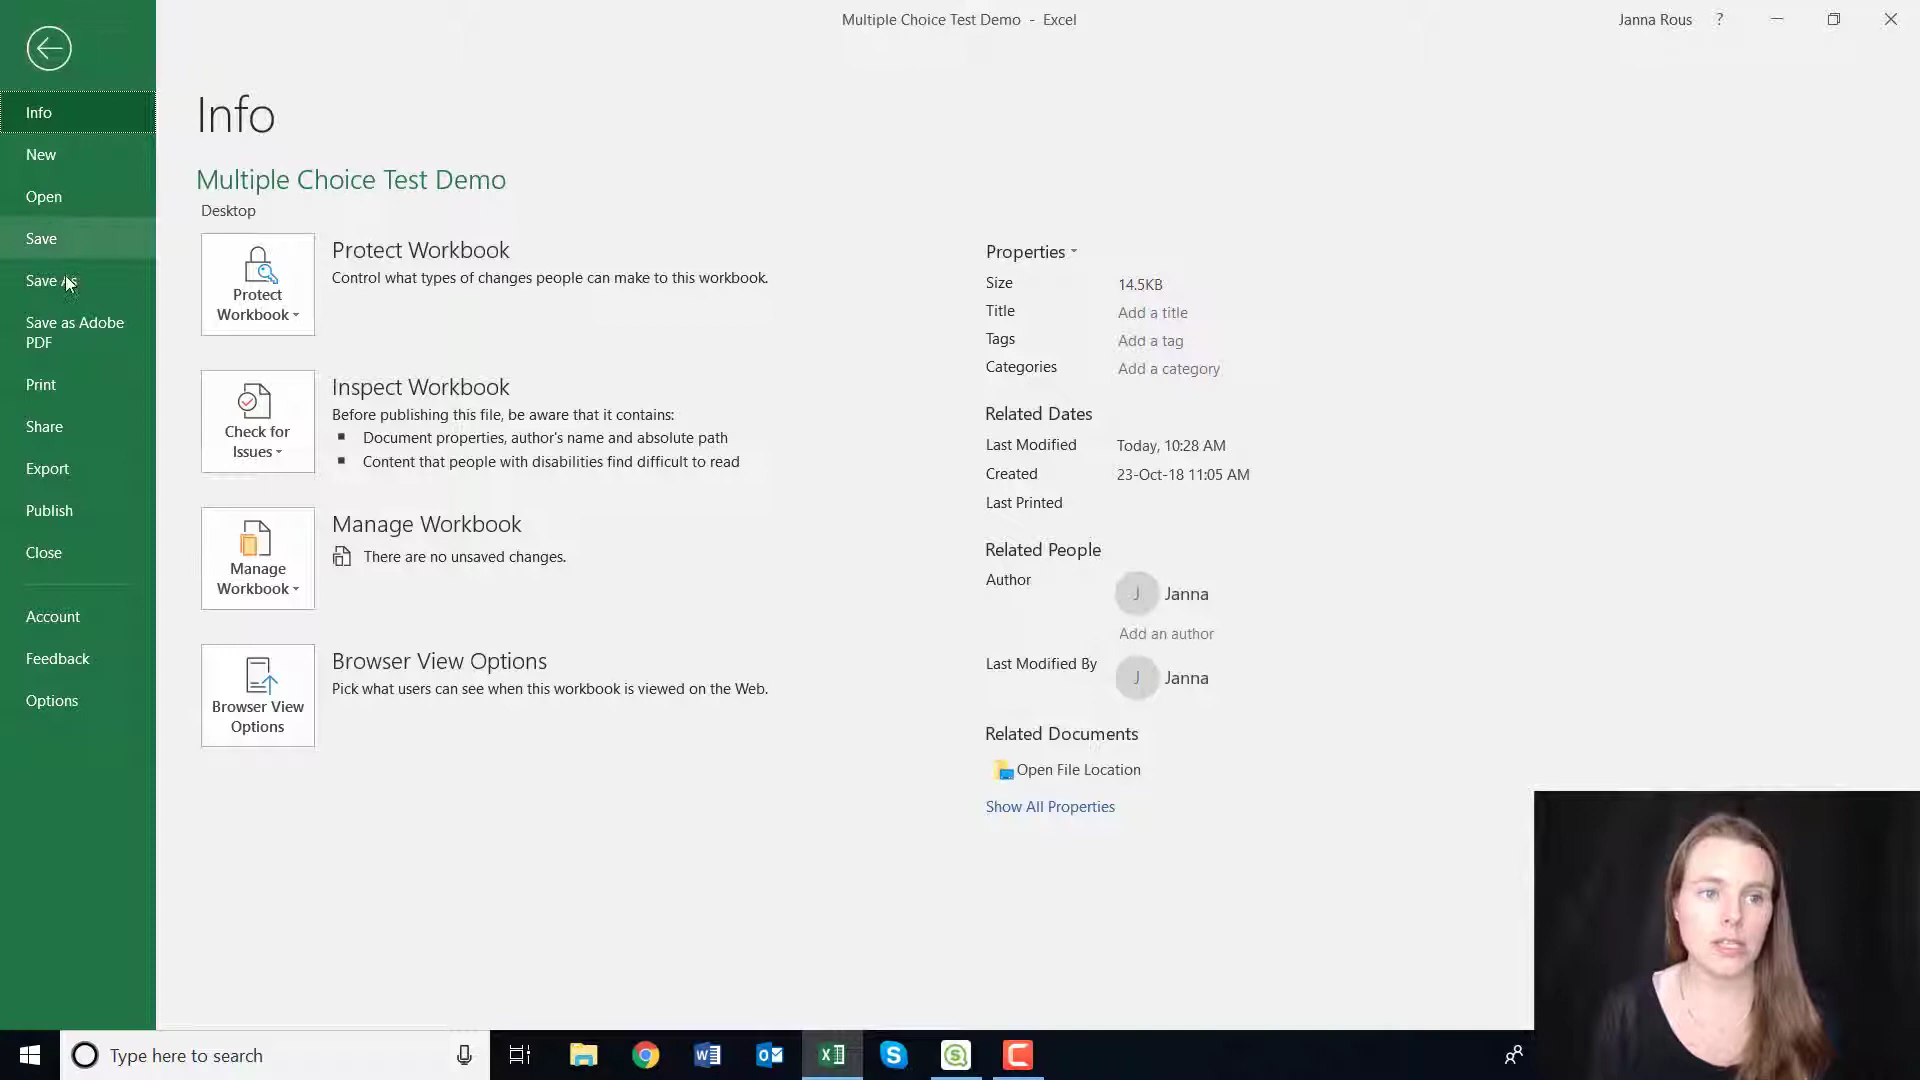 Multiple Choice Test Demo - Excel
Janna Rous ?
Info
New
Open
Save
Save As
Save as Adobe
PDF
Print
Share
Export
Publish
Close
Account
Feedback
Options
Info
Multiple Choice Test Demo
Desktop
Protect
Workbook
Protect Workbook
Control what types of changes people can make to this workbook.
Check for
Issues
Inspect Workbook
Before publishing this file, be aware that it contains:
Document properties, author's name and absolute path
Content that people with disabilities find difficult to read
Manage
Workbook
Manage Workbook
There are no unsaved changes.
Browser View
Options
Browser View Options
Pick what users can see when this workbook is viewed on the Web.
Properties
Size 14.5KB
Title Add a title
Tags Add a tag
Categories Add a category
Related Dates
Last Modified Today, 10:28 AM
Created 23-Oct-18 11:05 AM
Last Printed
Related People
Author J Janna
Add an author
Last Modified By J Janna
Related Documents
Open File Location
Show All Properties
Type here to search